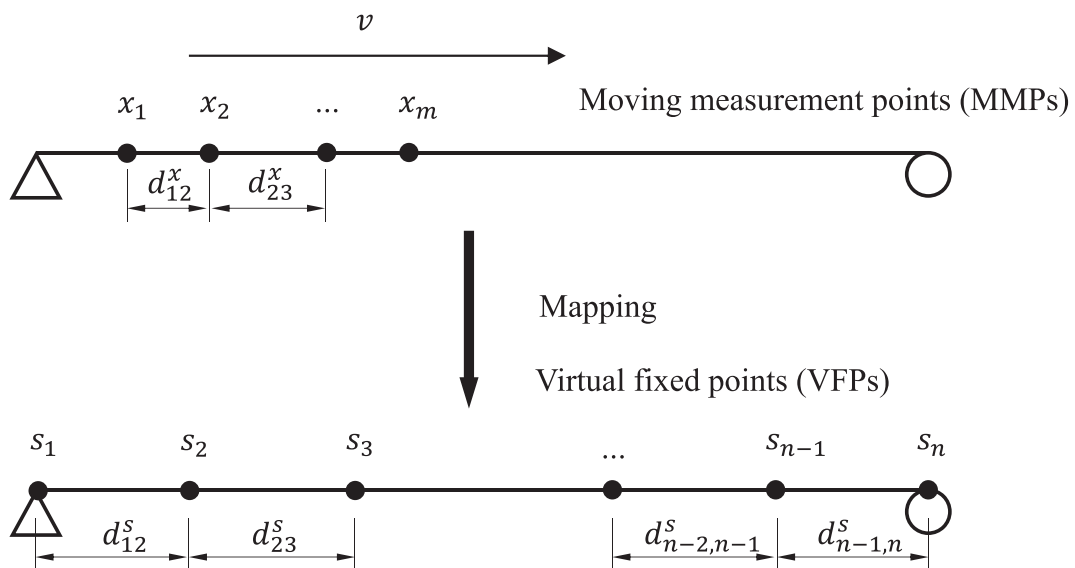 v
x₁ x₂ ... xₘ Moving measurement points (MMPs)
d₁₂ˣ d₂₃ˣ
Mapping
Virtual fixed points (VFPs)
s₁ s₂ s₃ ... sₙ₋₁ sₙ
d₁₂ˢ d₂₃ˢ dₙ₋₂,ₙ₋₁ˢ dₙ₋₁,ₙˢ